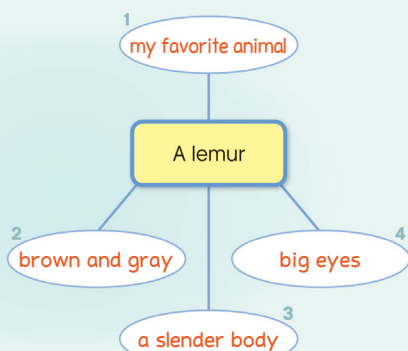 1
my favorite animal
A lemur
2
brown and gray
4
big eyes
3
a slender body